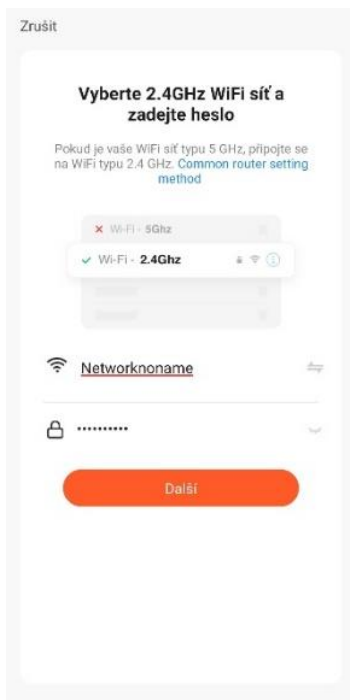 Zrušit
Vyberte 2.4GHz WiFi síť a
zadejte heslo
Pokud je vaše WiFi síť typu 5 GHz, připojte se
na WiFi typu 2.4 GHz. Common router setting
method
Wi-Fi - 5Ghz
Wi-Fi - 2.4Ghz
Networknoname
••••••••••
Další